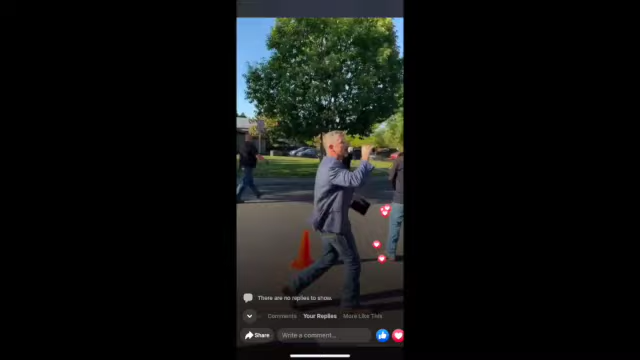 There are no replies to show.
Comments Your Replies More Like This
Share Write a comment...